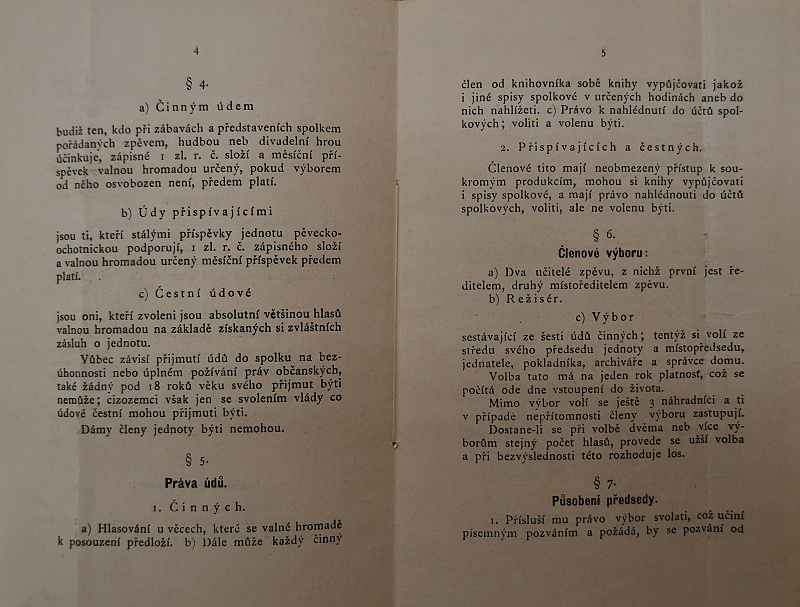 4
§ 4.
a) Činným údem
budiž ten, kdo při zábavách a představeních spolkem
pořádaných zpěvem, hudbou neb divadelní hrou
účinkuje, zápisné 1 zl. r. č. složí a měsíční pří-
spěvek valnou hromadou určený, pokud výborem
od něho osvobozen není, předem platí.
b) Údy přispívajícími
jsou ti, kteří stálými příspěvky jednotu pěvecko-
ochotnickou podporují, 1 zl. r. č. zápisného složí
a valnou hromadou určený měsíční příspěvek předem
platí.
c) Čestní údové
jsou oni, kteří zvoleni jsou absolutní většinou hlasů
valnou hromadou na základě získaných si zvláštních
zásluh o jednotu.
Vůbec závisí přijmutí údů do spolku na bez-
úhonnosti nebo úplném požívání práv občanských,
také žádný pod 18 roků věku svého přijmut býti
nemůže; cizozemci však jen se svolením vlády co
údové čestní mohou přijmuti býti.
Dámy členy jednoty býti nemohou.
§ 5.
Práva údů.
1. Činných.
a) Hlasování u věcech, které se valné hromadě
k posouzení předloží. b) Dále může každý činný
5
člen od knihovníka sobě knihy vypůjčovati jakož
i jiné spisy spolkové v určených hodinách aneb do
nich nahlížeti. c) Právo k nahlédnutí do účtů spol-
kových; voliti a volenu býti.
2. Přispívajících a čestných.
Členové tito mají neobmezený přístup k sou-
kromým produkcím, mohou si knihy vypůjčovati
i spisy spolkové, a mají právo nahlédnouti do účtů
spolkových, voliti, ale ne volenu býti.
§ 6.
Členové výboru:
a) Dva učitelé zpěvu, z nichž první jest ře-
ditelem, druhý místoředitelem zpěvu.
b) Režisér.
c) Výbor
sestávající ze šesti údů činných; tentýž si volí ze
středu svého předsedu jednoty a místopředsedu,
jednatele, pokladníka, archiváře a správce domu.
Volba tato má na jeden rok platnosť, což se
počítá ode dne vstoupení do života.
Mimo výbor volí se ještě 3 náhradníci a ti
v případě nepřítomnosti členy výboru zastupují.
Dostane-li se při volbě dvěma neb více vý-
borům stejný počet hlasů, provede se užší volba
a při bezvýslednosti této rozhoduje los.
§ 7.
Působení předsedy.
1. Přísluší mu právo výbor svolati, což učiní
písemným pozváním a požádá, by se pozvání od